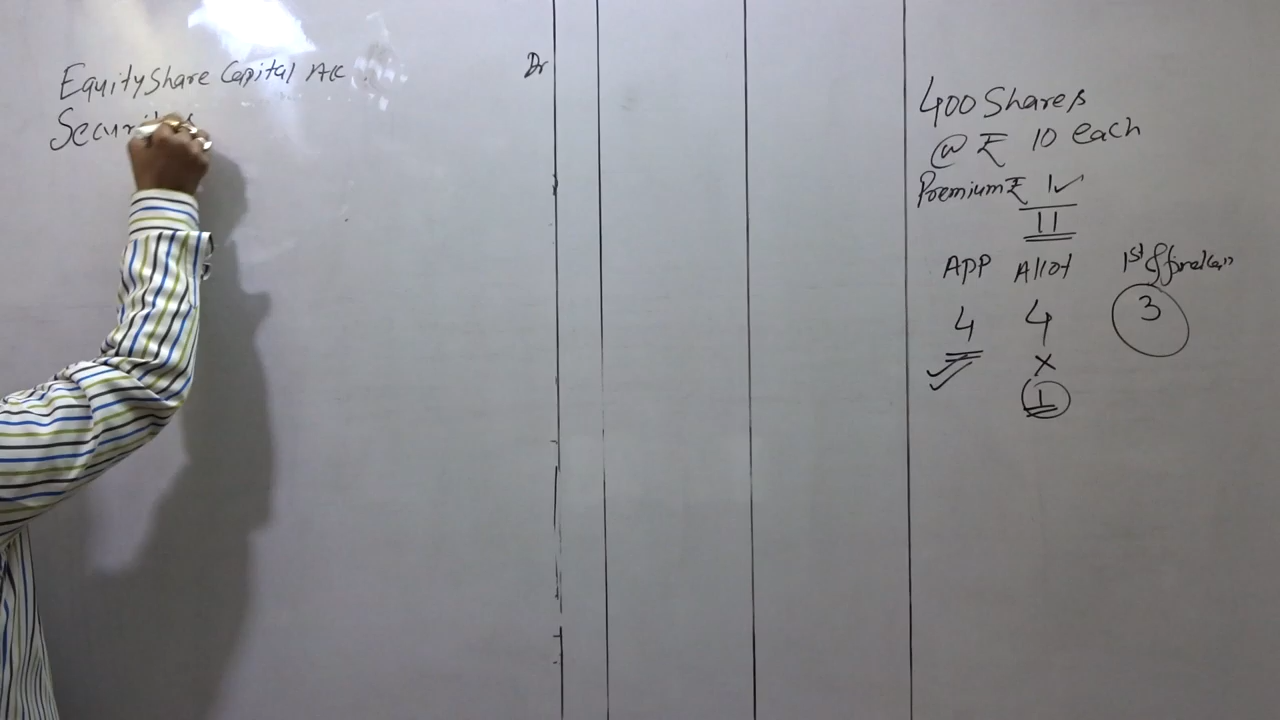 Equity Share Capital A/c Dr
Securities
400 Shares
@ ₹ 10 each
Premium ₹ 1 ✓
11
APP Allot 1st & final Call
4 4 3
×
1